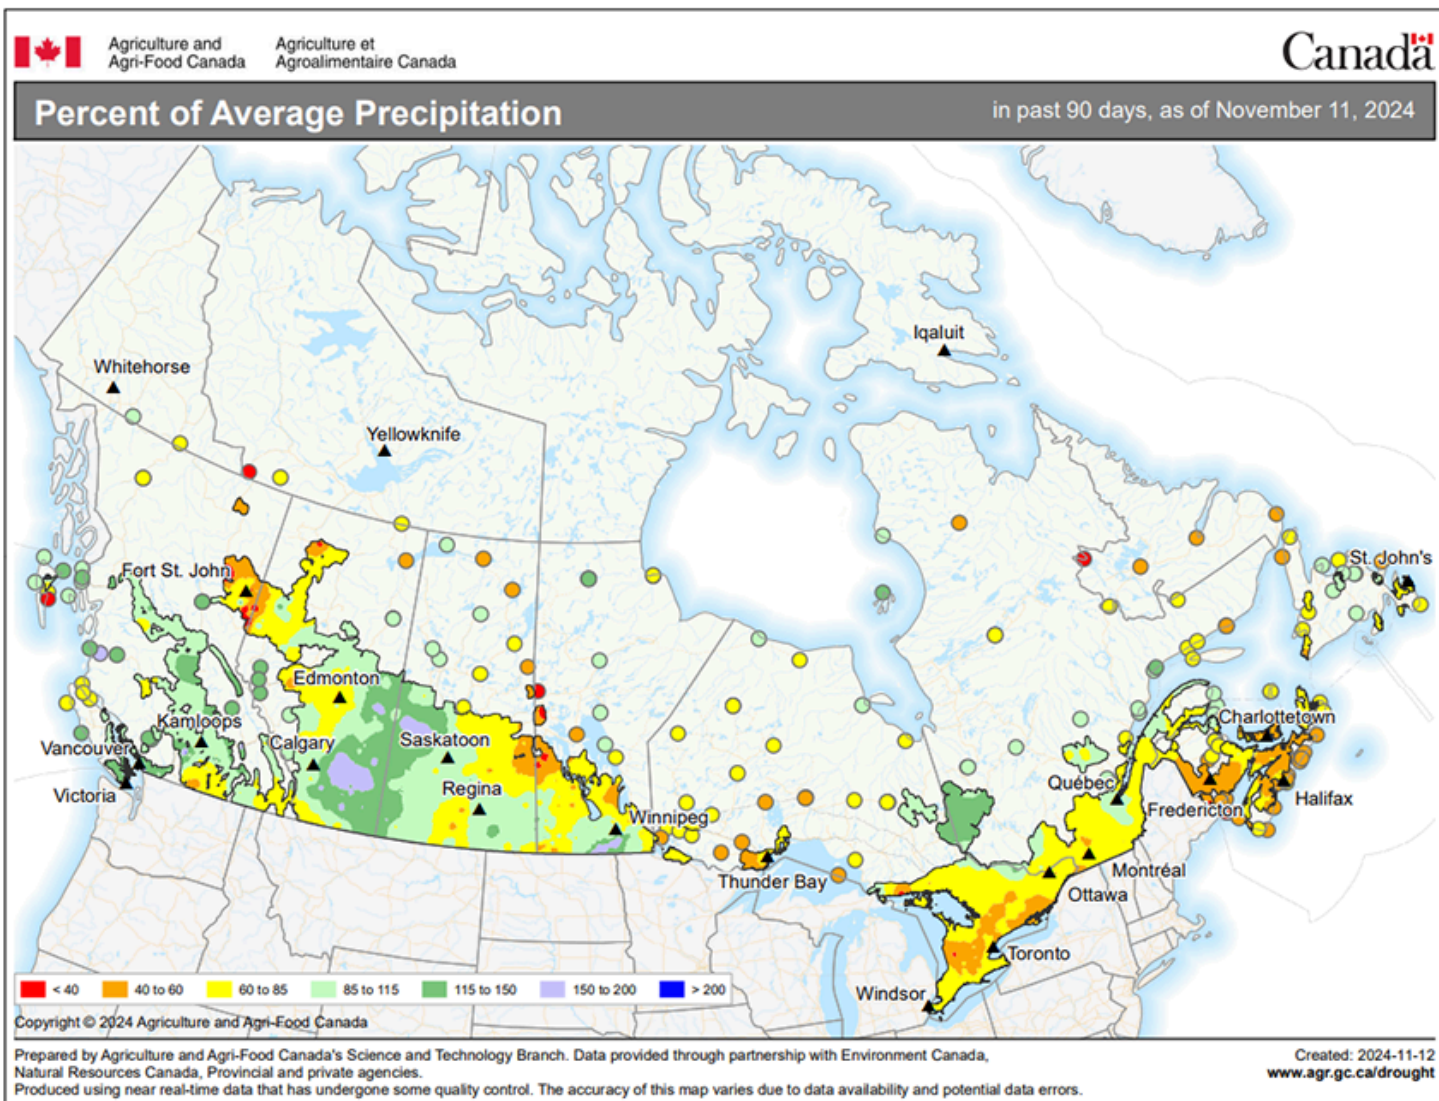 Agriculture and Agri-Food Canada
Agriculture et Agroalimentaire Canada
Canada
Percent of Average Precipitation
in past 90 days, as of November 11, 2024
Iqaluit
Whitehorse
Yellowknife
St. John's
Fort St. John
Edmonton
Charlottetown
Kamloops
Calgary
Saskatoon
Vancouver
Québec
Regina
Victoria
Halifax
Fredericton
Winnipeg
Montréal
Thunder Bay
Ottawa
Toronto
Windsor
< 40
40 to 60
60 to 85
85 to 115
115 to 150
150 to 200
> 200
Copyright © 2024 Agriculture and Agri-Food Canada
Prepared by Agriculture and Agri-Food Canada's Science and Technology Branch. Data provided through partnership with Environment Canada,
Natural Resources Canada, Provincial and private agencies.
Produced using near real-time data that has undergone some quality control. The accuracy of this map varies due to data availability and potential data errors.
Created: 2024-11-12
www.agr.gc.ca/drought